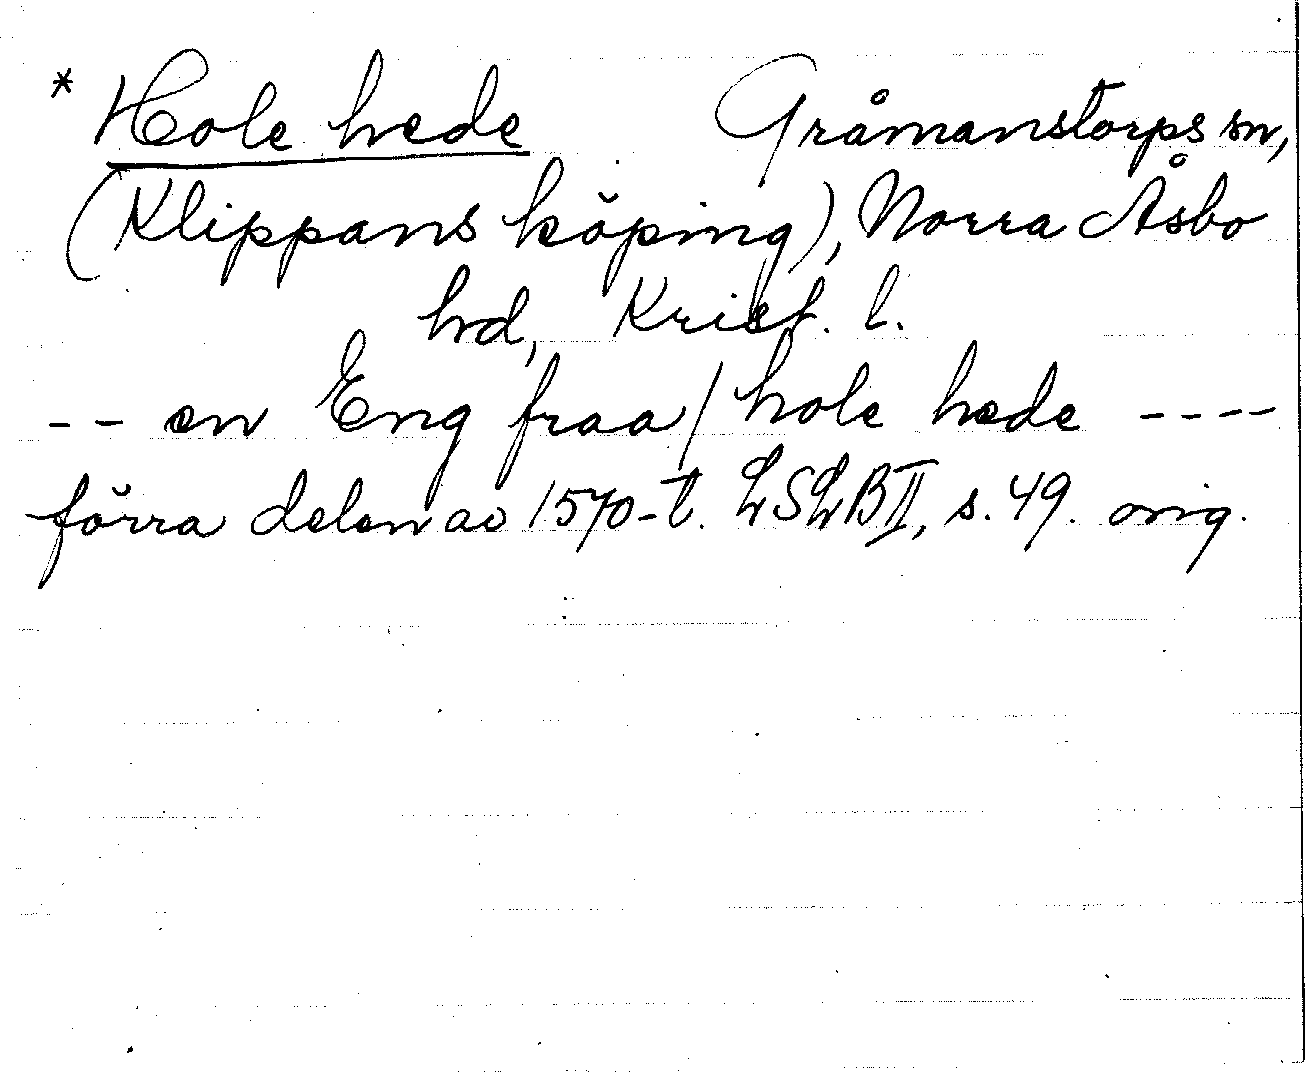 * Hole hede Gråmanstorps sn,
(Klippans köping), Norra Åsbo
hd, Krist. l.
-- en Eng fraa/hole hede ----
förra delen av 1570-t. LSLB II, s. 49. orig.